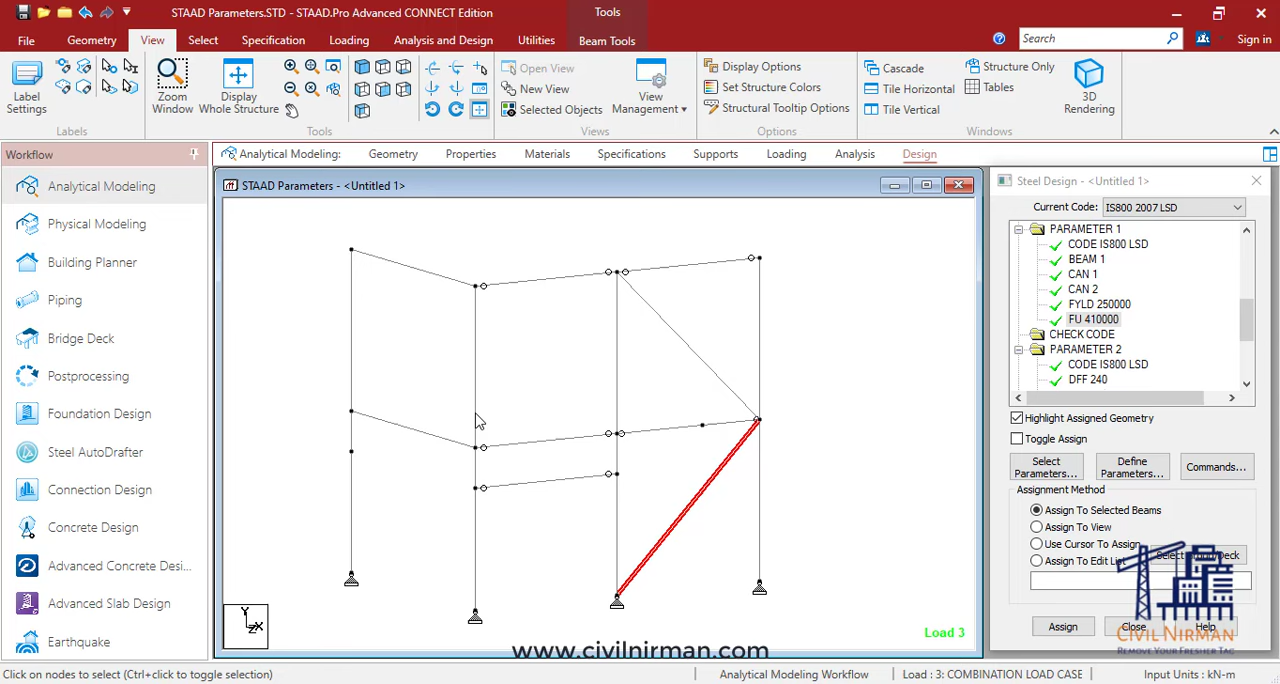 STAAD Parameters.STD - STAAD.Pro Advanced CONNECT Edition
Tools
File
Geometry
View
Select
Specification
Loading
Analysis and Design
Utilities
Beam Tools
Search
Sign in
Label Settings
Labels
Zoom Window
Display Whole Structure
Tools
Open View
New View
Selected Objects
View Management
Views
Display Options
Set Structure Colors
Structural Tooltip Options
Options
Cascade
Tile Horizontal
Tile Vertical
Structure Only
Tables
Windows
3D Rendering
Workflow
Analytical Modeling:
Geometry
Properties
Materials
Specifications
Supports
Loading
Analysis
Design
Analytical Modeling
Physical Modeling
Building Planner
Piping
Bridge Deck
Postprocessing
Foundation Design
Steel AutoDrafter
Connection Design
Concrete Design
Advanced Concrete Desi...
Advanced Slab Design
Earthquake
STAAD Parameters - <Untitled 1>
Y
Z X
Load 3
Steel Design - <Untitled 1>
Current Code: IS800 2007 LSD
PARAMETER 1
CODE IS800 LSD
BEAM 1
CAN 1
CAN 2
FYLD 250000
FU 410000
CHECK CODE
PARAMETER 2
CODE IS800 LSD
DFF 240
Highlight Assigned Geometry
Toggle Assign
Select Parameters...
Define Parameters...
Commands...
Assignment Method
Assign To Selected Beams
Assign To View
Use Cursor To Assign
Assign To Edit List
Assign
Close
Help
CIVIL NIRMAN
REMOVE YOUR FRESHER TAG
www.civilnirman.com
Click on nodes to select (Ctrl+click to toggle selection)
Analytical Modeling Workflow
Load : 3: COMBINATION LOAD CASE
Input Units : kN-m